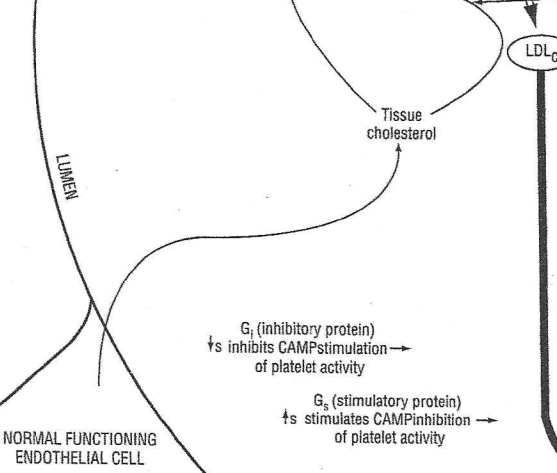 LDLC
Tissue
cholesterol
LUMEN
Gi (inhibitory protein)
↓s inhibits CAMPstimulation →
of platelet activity
Gs (stimulatory protein)
↑s stimulates CAMPinhibition →
of platelet activity
NORMAL FUNCTIONING
ENDOTHELIAL CELL